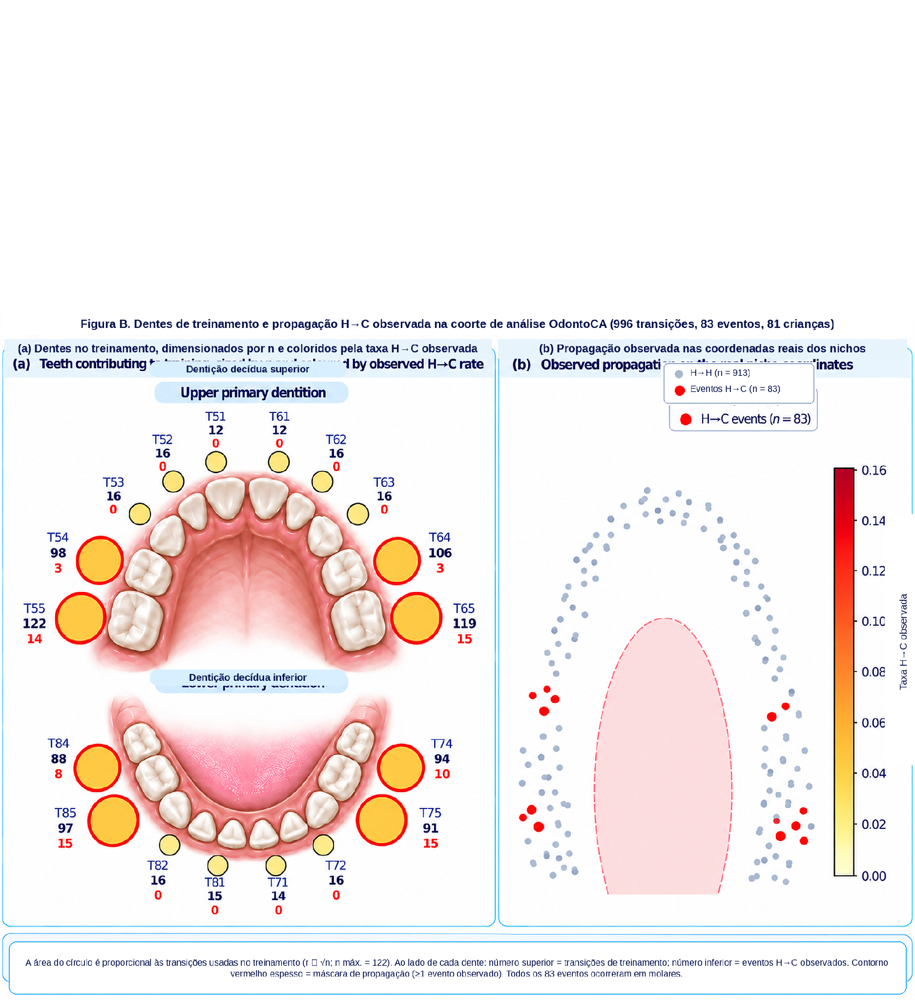 Figura B. Dentes de treinamento e propagação H→C observada na coorte de análise OdontoCA (996 transições, 83 eventos, 81 crianças)
(a) Dentes no treinamento, dimensionados por n e coloridos pela taxa H→C observada
(a) Teeth contributing by observed H→C rate
Dentição decídua superior
Upper primary dentition
T51
12
0
T61
12
0
T52
16
0
T62
16
0
T53
16
0
T63
16
0
T54
98
3
T64
106
3
T55
122
14
T65
119
15
Dentição decídua inferior
T84
88
8
T74
94
10
T85
97
15
T75
91
15
T82
16
0
T81
15
0
T71
14
0
T72
16
0
(b) Propagação observada nas coordenadas reais dos nichos
(b) Observed
H→H (n = 913)
Eventos H→C (n = 83)
H→C events (n = 83)
0.16
0.14
0.12
0.10
0.08
0.06
0.04
0.02
0.00
Taxa H→C observada
A área do círculo é proporcional às transições usadas no treinamento (r □ √n; n máx. = 122). Ao lado de cada dente: número superior = transições de treinamento; número inferior = eventos H→C observados. Contorno
vermelho espesso = máscara de propagação (≥1 evento observado). Todos os 83 eventos ocorreram em molares.